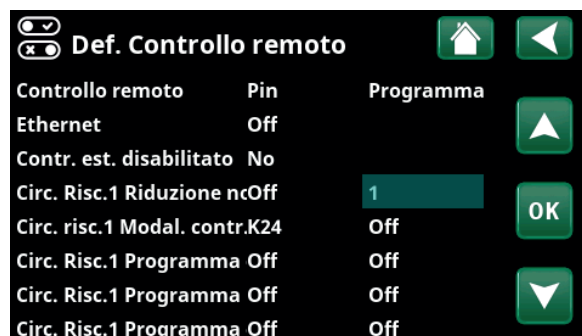 Def. Controllo remoto
Controllo remoto Pin Programma
Ethernet Off
Contr. est. disabilitato No
Circ. Risc.1 Riduzione no Off 1
Circ. risc.1 Modal. contr. K24 Off
Circ. Risc.1 Programma Off Off
Circ. Risc.1 Programma Off Off
Circ. Risc.1 Programma Off Off
OK